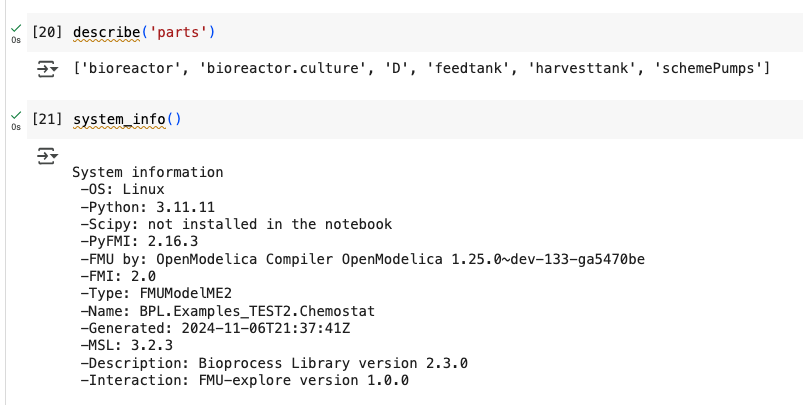 [20] describe('parts')
0s
['bioreactor', 'bioreactor.culture', 'D', 'feedtank', 'harvesttank', 'schemePumps']
[21] system_info()
0s
System information
-OS: Linux
-Python: 3.11.11
-Scipy: not installed in the notebook
-PyFMI: 2.16.3
-FMU by: OpenModelica Compiler OpenModelica 1.25.0~dev-133-ga5470be
-FMI: 2.0
-Type: FMUModelME2
-Name: BPL.Examples_TEST2.Chemostat
-Generated: 2024-11-06T21:37:41Z
-MSL: 3.2.3
-Description: Bioprocess Library version 2.3.0
-Interaction: FMU-explore version 1.0.0